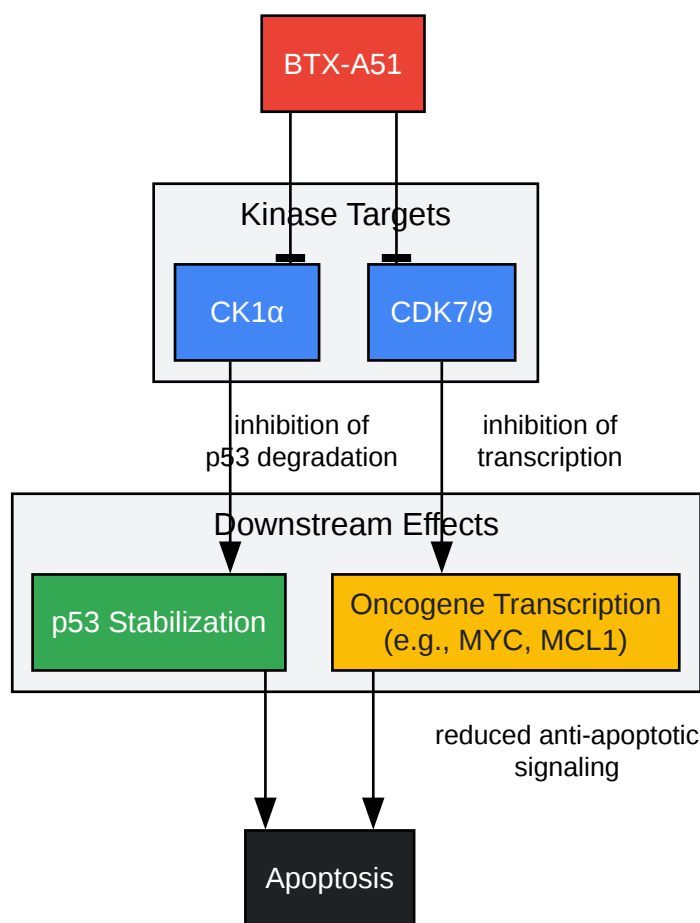 BTX-A51
Kinase Targets
CK1α
CDK7/9
inhibition of
p53 degradation
inhibition of
transcription
Downstream Effects
p53 Stabilization
Oncogene Transcription
(e.g., MYC, MCL1)
reduced anti-apoptotic
signaling
Apoptosis